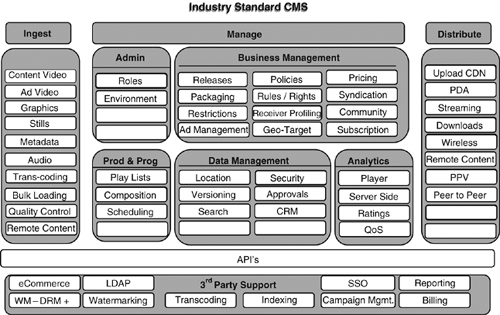 Industry Standard CMS
Ingest
Manage
Distribute
Content Video
Ad Video
Graphics
Stills
Metadata
Audio
Trans-coding
Bulk Loading
Quality Control
Remote Content
Admin
Roles
Environment
Business Management
Releases
Policies
Pricing
Packaging
Rules / Rights
Syndication
Restrictions
Receiver Profiling
Community
Ad Management
Geo-Target
Subscription
Prod & Prog
Play Lists
Composition
Scheduling
Data Management
Location
Security
Versioning
Approvals
Search
CRM
Analytics
Player
Server Side
Ratings
QoS
Upload CDN
PDA
Streaming
Downloads
Wireless
Remote Content
PPV
Peer to Peer
API's
3rd Party Support
eCommerce
LDAP
SSO
Reporting
WM–DRM +
Watermarking
Transcoding
Indexing
Campaign Mgmt.
Billing